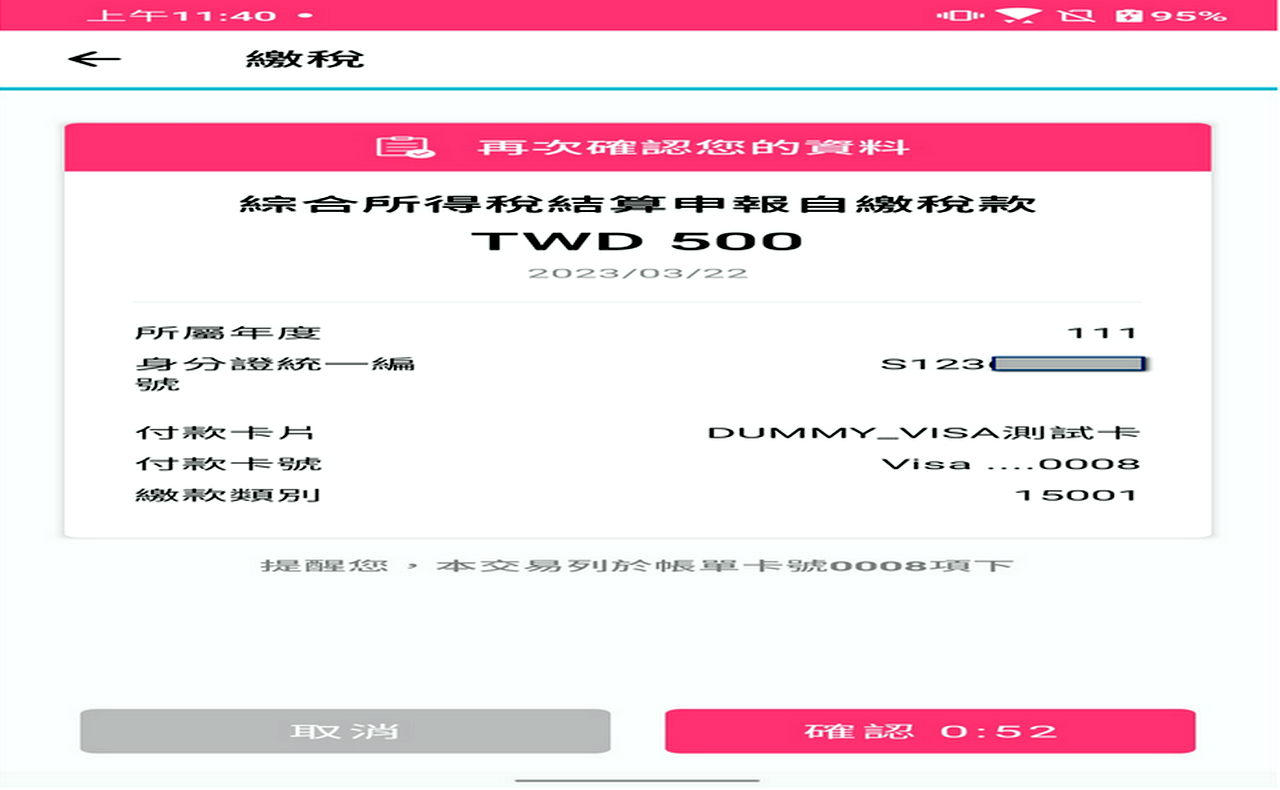 上午11:40
95%
繳稅
再次確認您的資料
綜合所得稅結算申報自繳稅款
TWD 500
2023/03/22
所屬年度 111
身分證統一編號 S123
付款卡片 DUMMY_VISA測試卡
付款卡號 Visa ....0008
繳款類別 15001
提醒您，本交易列於帳單卡號0008項下
取消
確認 0:52